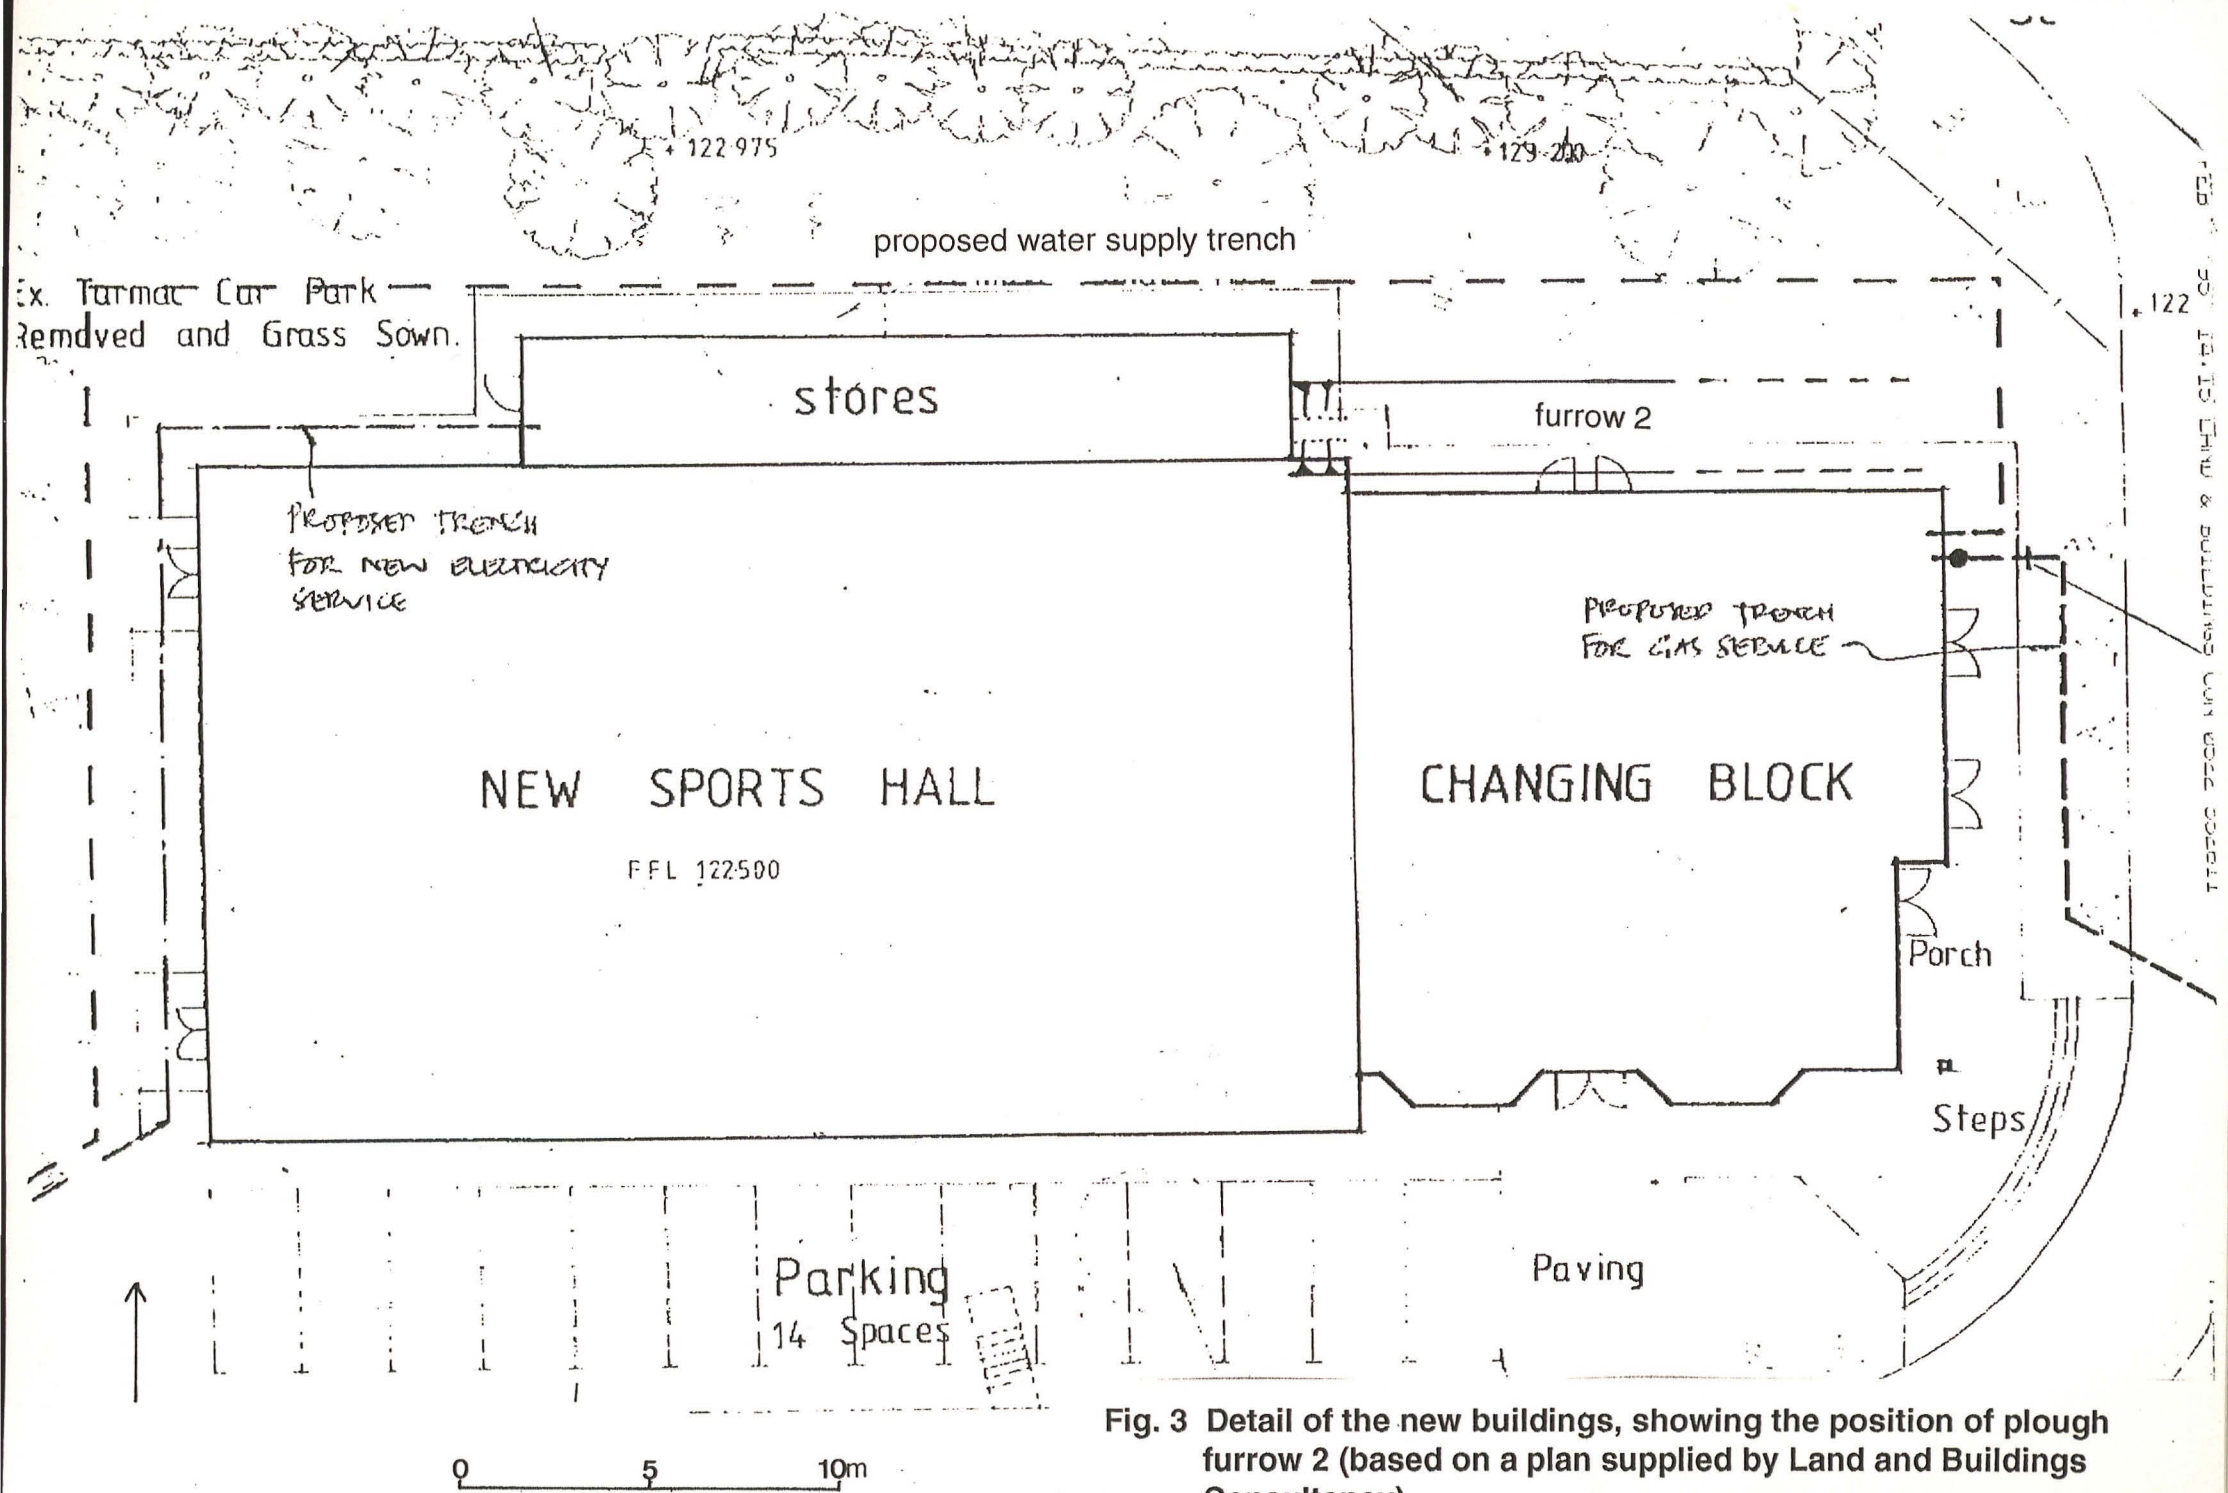 122·975
129·200
proposed water supply trench
Ex. Tarmac Car Park
Removed and Grass Sown.
.122
stores
furrow 2
PROPOSED TRENCH
FOR NEW ELECTRICITY
SERVICE
PROPOSED TRENCH
FOR GAS SERVICE
NEW SPORTS HALL
FFL 122·500
CHANGING BLOCK
Porch
Steps
Parking
14 Spaces
Paving
0 5 10m
Fig. 3 Detail of the new buildings, showing the position of plough
furrow 2 (based on a plan supplied by Land and Buildings